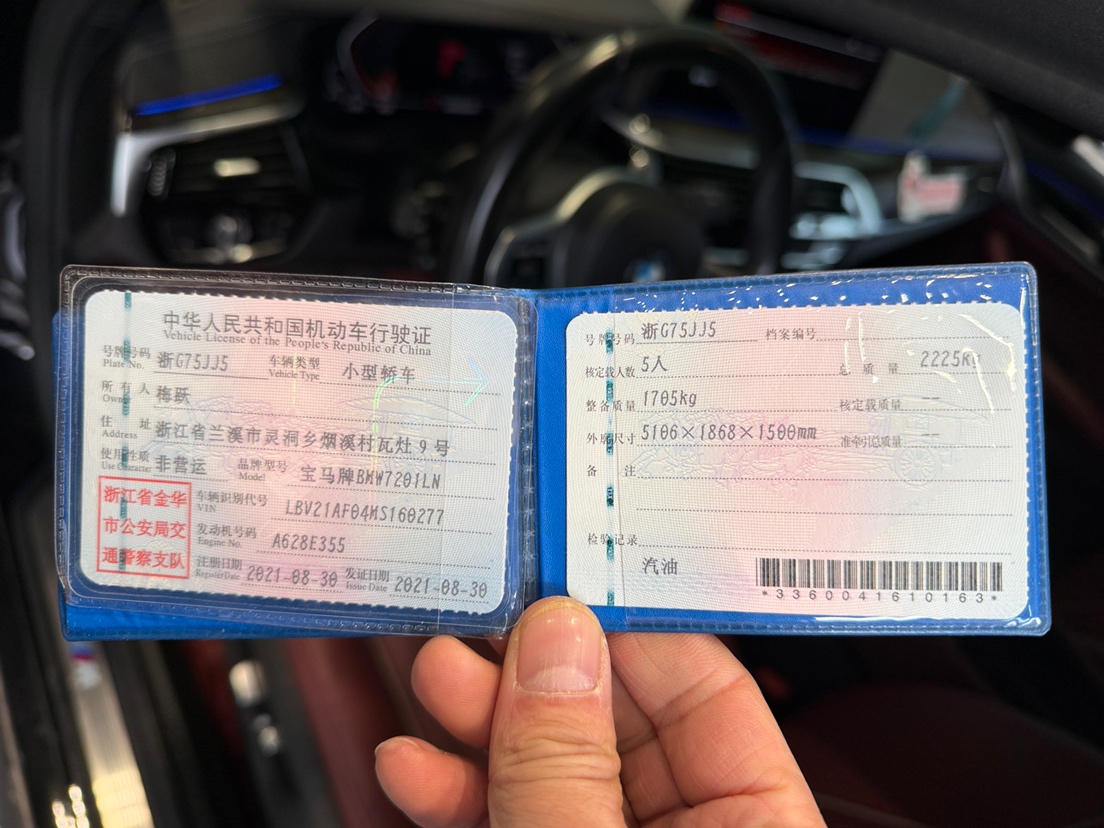 中华人民共和国机动车行驶证
Vehicle License of the People's Republic of China
号牌号码 浙G75JJ5 车辆类型 小型轿车
Plate No. Vehicle Type
所有人 梅跃
Owner
住址 浙江省兰溪市灵洞乡烟溪村瓦灶9号
Address
使用性质 非营运 品牌型号 宝马牌BMW7201LN
Use Character Model
浙江省金华
市公安局交
通警察支队
车辆识别代号 LBV21AF04MS160277
VIN
发动机号码 A628E355
Engine No.
注册日期 2021-08-30 发证日期 2021-08-30
Register Date Issue Date
号牌号码 浙G75JJ5 档案编号
核定载人数 5人 总质量 2225kg
整备质量 1705kg 核定载质量 --
外廓尺寸 5106×1868×1500mm 准牵引总质量 --
备注
检验记录
汽油
*3360041610163*